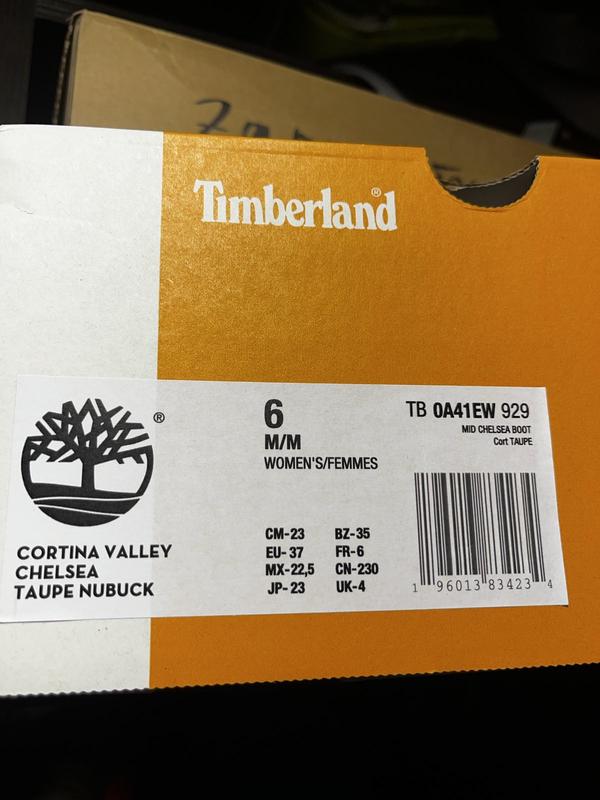 Timberland®
®
CORTINA VALLEY
CHELSEA
TAUPE NUBUCK
6
M/M
WOMEN'S/FEMMES
CM-23 BZ-35
EU-37 FR-6
MX-22,5 CN-230
JP-23 UK-4
TB 0A41EW 929
MID CHELSEA BOOT
Cort TAUPE
1 96013 83423 4